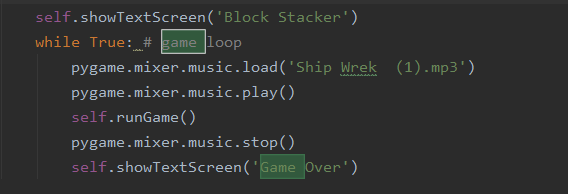 self.showTextScreen('Block Stacker')
while True: # game loop
pygame.mixer.music.load('Ship Wrek  (1).mp3')
pygame.mixer.music.play()
self.runGame()
pygame.mixer.music.stop()
self.showTextScreen('Game Over')